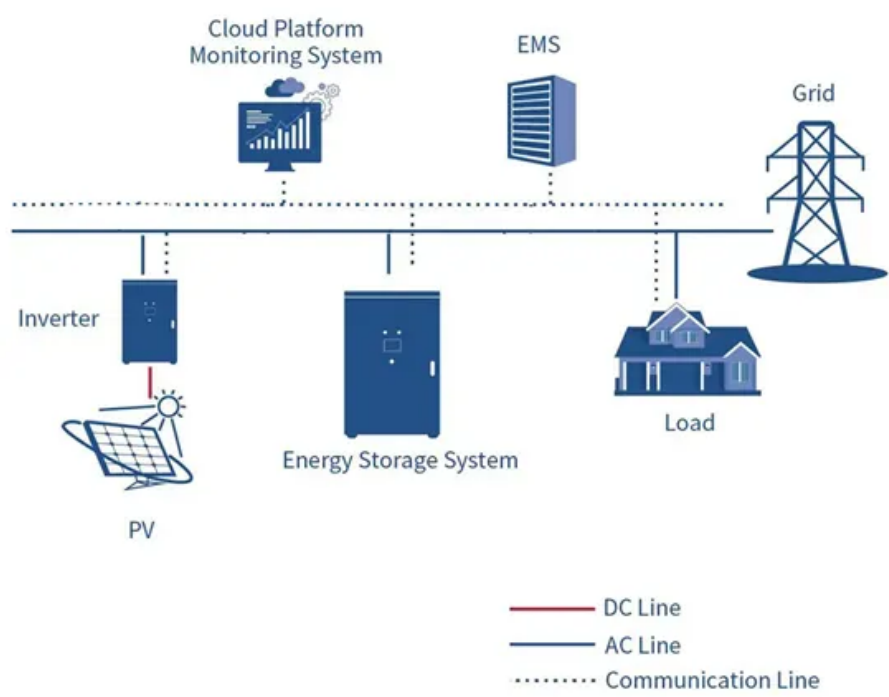 Cloud Platform
Monitoring System
EMS
Grid
Inverter
Energy Storage System
Load
PV
DC Line
AC Line
Communication Line